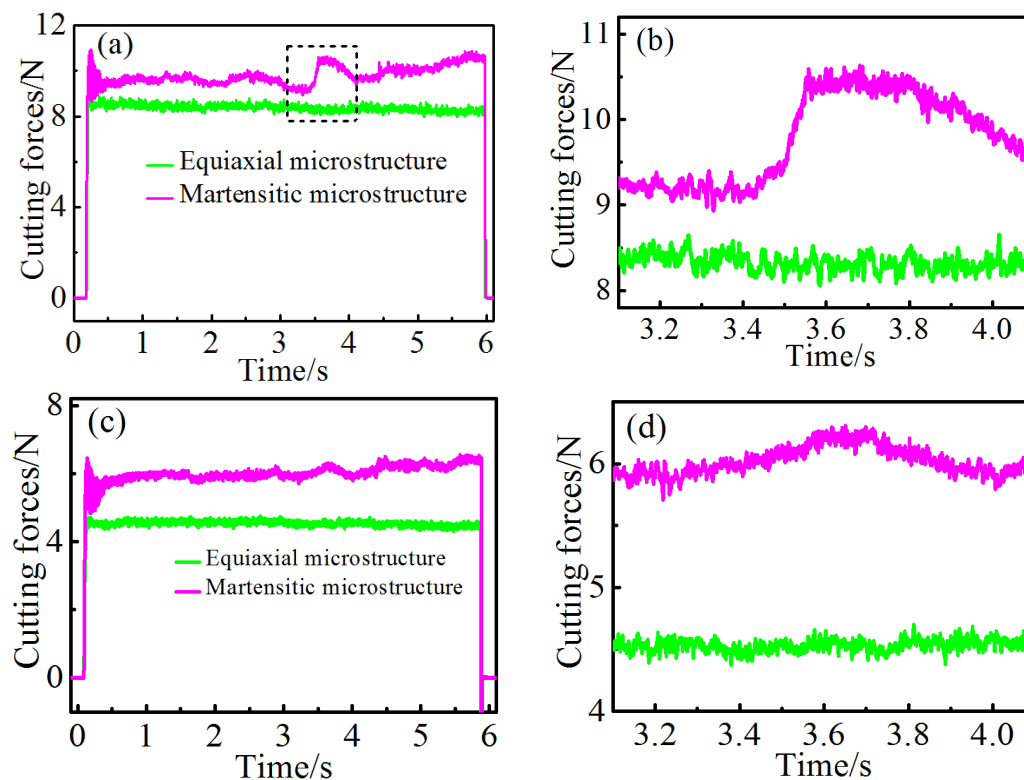 (a)
Cutting forces/N
12
8
4
0
Equiaxial microstructure
Martensitic microstructure
0 1 2 3 4 5 6
Time/s
(b)
Cutting forces/N
11
10
9
8
3.2 3.4 3.6 3.8 4.0
Time/s
(c)
Cutting forces/N
8
4
0
Equiaxial microstructure
Martensitic microstructure
0 1 2 3 4 5 6
Time/s
(d)
Cutting forces/N
6
5
4
3.2 3.4 3.6 3.8 4.0
Time/s